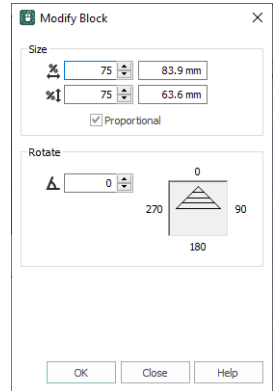 Modify Block
Size
% 75 83.9 mm
% 75 63.6 mm
Proportional
Rotate
0
0
270 90
180
OK Close Help